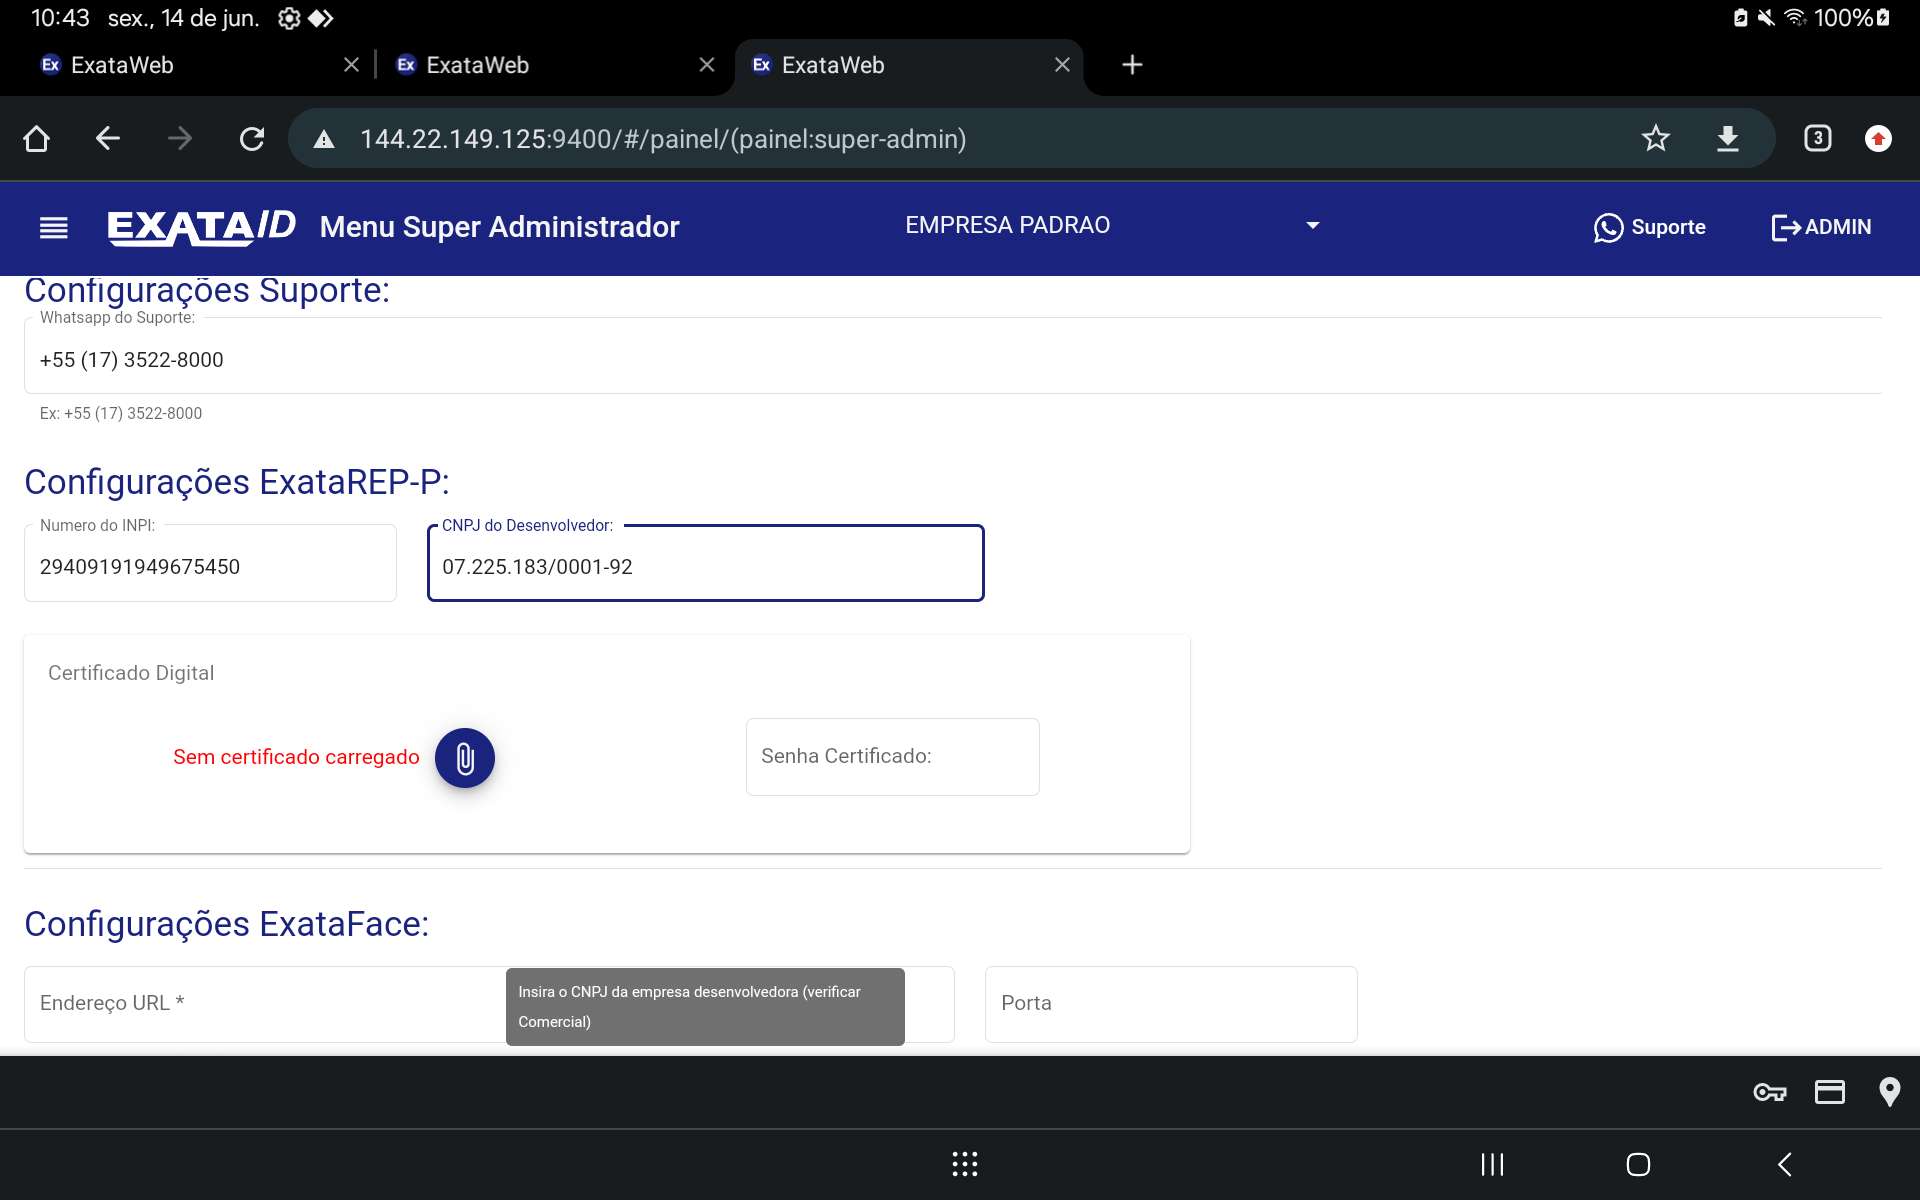 10:43 sex., 14 de jun. 100%
Ex ExataWeb Ex ExataWeb Ex ExataWeb
144.22.149.125:9400/#/painel/(painel:super-admin) 3
EXATAID Menu Super Administrador EMPRESA PADRAO Suporte ADMIN
Configurações Suporte:
Whatsapp do Suporte:
+55 (17) 3522-8000
Ex: +55 (17) 3522-8000
Configurações ExataREP-P:
Numero do INPI: CNPJ do Desenvolvedor:
29409191949675450 07.225.183/0001-92
Certificado Digital
Sem certificado carregado Senha Certificado:
Configurações ExataFace:
Endereço URL * Porta
Insira o CNPJ da empresa desenvolvedora (verificar
Comercial)